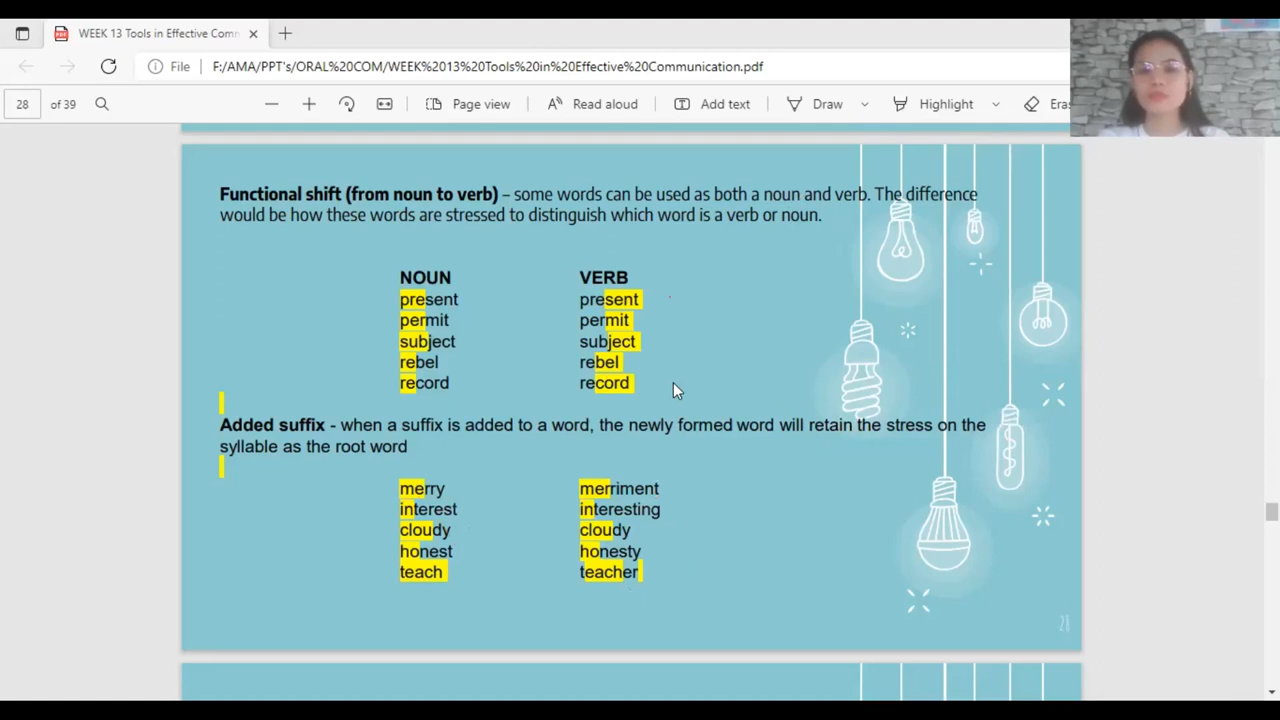 WEEK 13 Tools in Effective Com
File F:/AMA/PPT's/ORAL%20COM/WEEK%2013%20Tools%20in%20Effective%20Communication.pdf
28 of 39 Page view Read aloud Add text Draw Highlight Eras
Functional shift (from noun to verb) – some words can be used as both a noun and verb. The difference
would be how these words are stressed to distinguish which word is a verb or noun.
NOUN VERB
present present
permit permit
subject subject
rebel rebel
record record
Added suffix - when a suffix is added to a word, the newly formed word will retain the stress on the
syllable as the root word
merry merriment
interest interesting
cloudy cloudy
honest honesty
teach teacher
28